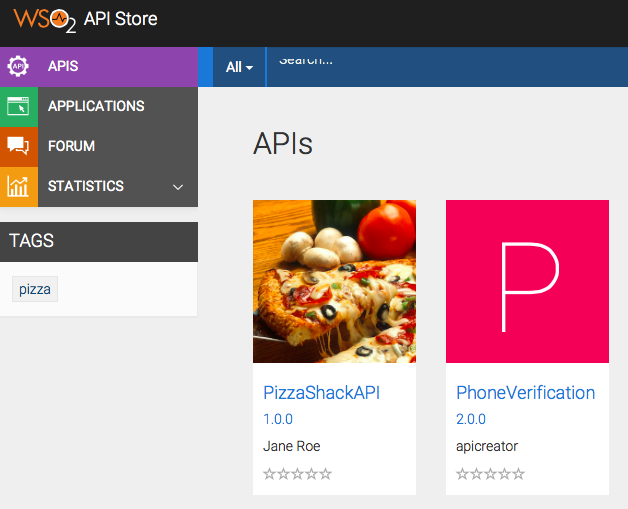 WSO2 API Store
API APIS
All
Search...
APPLICATIONS
FORUM
STATISTICS
TAGS
pizza
APIs
P
PizzaShackAPI
1.0.0
Jane Roe
PhoneVerification
2.0.0
apicreator